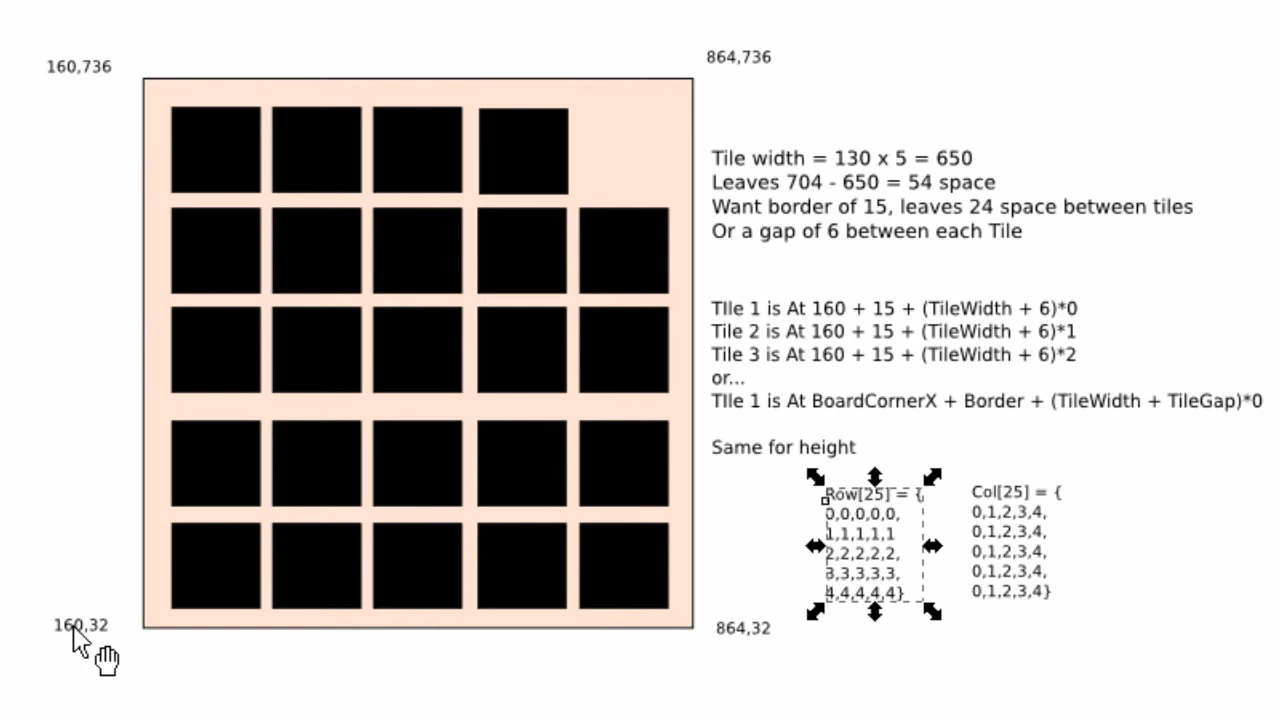 160,736
864,736
Tile width = 130 x 5 = 650
Leaves 704 - 650 = 54 space
Want border of 15, leaves 24 space between tiles
Or a gap of 6 between each Tile
TIle 1 is At 160 + 15 + (TileWidth + 6)*0
Tile 2 is At 160 + 15 + (TileWidth + 6)*1
Tile 3 is At 160 + 15 + (TileWidth + 6)*2
or...
TIle 1 is At BoardCornerX + Border + (TileWidth + TileGap)*0
Same for height
Row[25] = {
0,0,0,0,0,
1,1,1,1,1
2,2,2,2,2,
3,3,3,3,3,
4,4,4,4,4}
Col[25] = {
0,1,2,3,4,
0,1,2,3,4,
0,1,2,3,4,
0,1,2,3,4,
0,1,2,3,4}
160,32
864,32